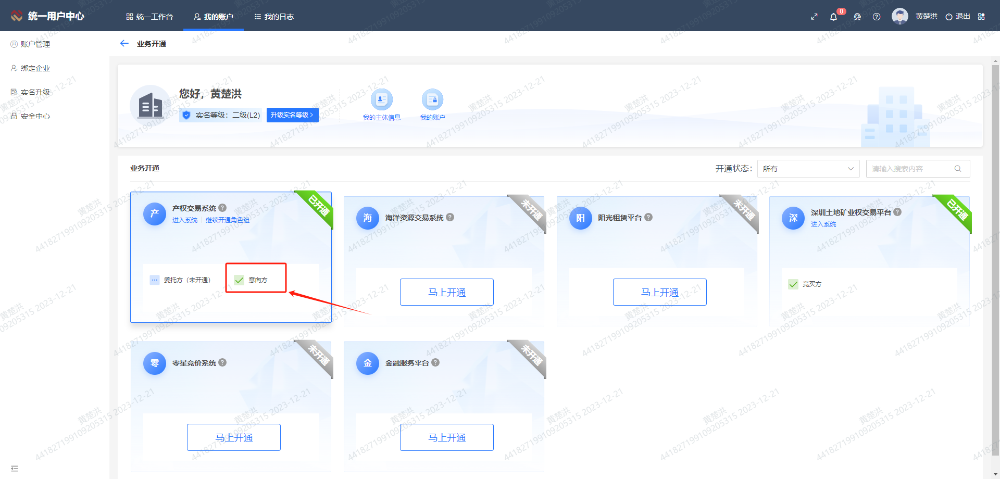 统一用户中心
统一工作台
我的账户
我的日志
0
黄楚洪
退出
账户管理
绑定企业
实名升级
安全中心
业务开通
您好，黄楚洪
实名等级：二级(L2)
升级实名等级 >
我的主体信息
我的账户
业务开通
开通状态：
所有
请输入搜索内容
产
产权交易系统 ?
进入系统 | 继续开通角色组
已开通
委托方（未开通）
意向方
海
海洋资源交易系统 ?
未开通
马上开通
阳
阳光租赁平台 ?
未开通
马上开通
深
深圳土地矿业权交易平台 ?
进入系统
已开通
竞买方
零
零星竞价系统 ?
未开通
马上开通
金
金融服务平台 ?
未开通
马上开通
黄楚洪
441827199109205315 2023-12-21